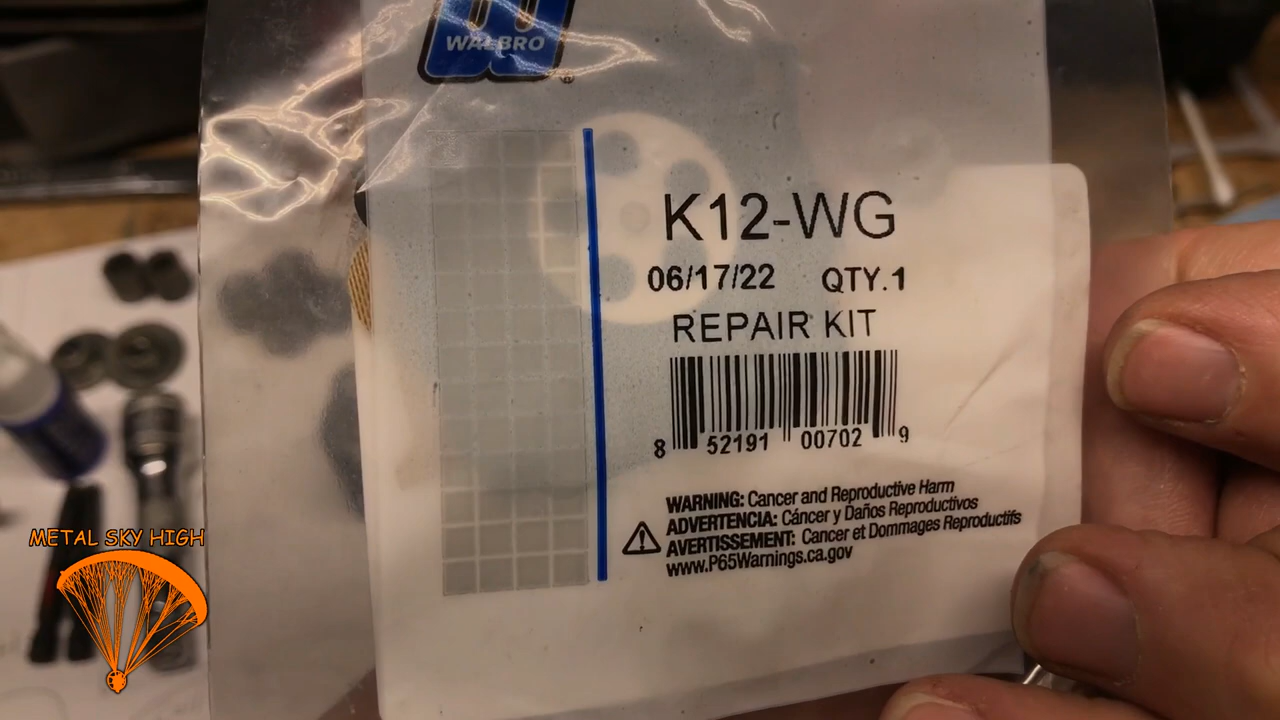 WALBRO
K12-WG
06/17/22 QTY.1
REPAIR KIT
8 52191 00702 9
WARNING: Cancer and Reproductive Harm
ADVERTENCIA: Cáncer y Daños Reproductivos
AVERTISSEMENT: Cancer et Dommages Reproductifs
www.P65Warnings.ca.gov
METAL SKY HIGH